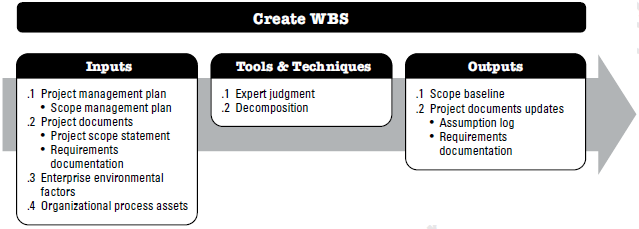 Create WBS
Inputs
.1 Project management plan
• Scope management plan
.2 Project documents
• Project scope statement
• Requirements
documentation
.3 Enterprise environmental
factors
.4 Organizational process assets
Tools & Techniques
.1 Expert judgment
.2 Decomposition
Outputs
.1 Scope baseline
.2 Project documents updates
• Assumption log
• Requirements
documentation